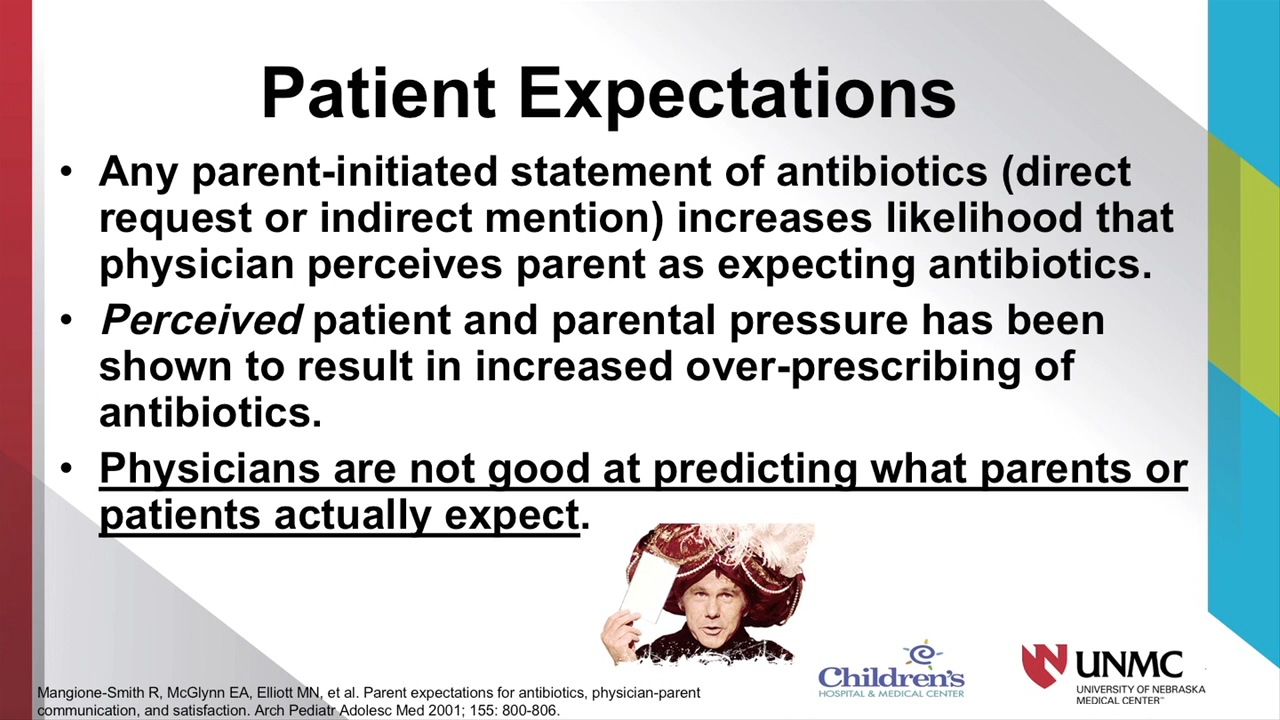 Patient Expectations
• Any parent-initiated statement of antibiotics (direct
request or indirect mention) increases likelihood that
physician perceives parent as expecting antibiotics.
• Perceived patient and parental pressure has been
shown to result in increased over-prescribing of
antibiotics.
• Physicians are not good at predicting what parents or
patients actually expect.
Mangione-Smith R, McGlynn EA, Elliott MN, et al. Parent expectations for antibiotics, physician-parent
communication, and satisfaction. Arch Pediatr Adolesc Med 2001; 155: 800-806.
Children's
HOSPITAL & MEDICAL CENTER
UNMC
UNIVERSITY OF NEBRASKA
MEDICAL CENTER™